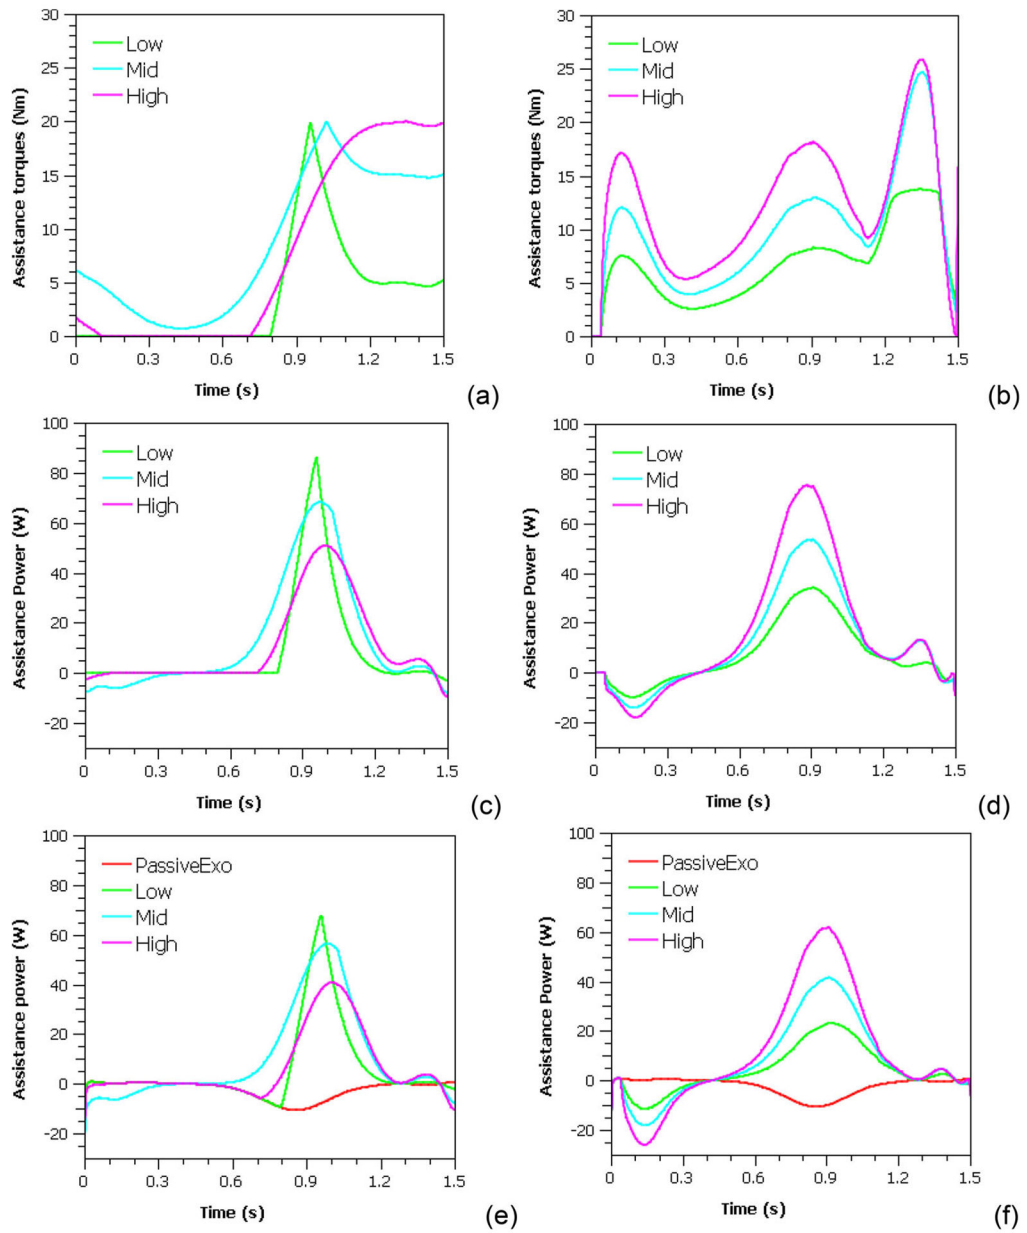 30
25
20
15
10
5
0
Assistance torques (Nm)
Low
Mid
High
0 0.3 0.6 0.9 1.2 1.5
Time (s)
(a)
30
25
20
15
10
5
0
Assistance torques (Nm)
Low
Mid
High
0 0.3 0.6 0.9 1.2 1.5
Time (s)
(b)
100
80
60
40
20
0
-20
Assistance Power (W)
Low
Mid
High
0 0.3 0.6 0.9 1.2 1.5
Time (s)
(c)
100
80
60
40
20
0
-20
Assistance Power (W)
Low
Mid
High
0 0.3 0.6 0.9 1.2 1.5
Time (s)
(d)
100
80
60
40
20
0
-20
Assistance power (W)
PassiveExo
Low
Mid
High
0 0.3 0.6 0.9 1.2 1.5
Time (s)
(e)
100
80
60
40
20
0
-20
Assistance Power (W)
PassiveExo
Low
Mid
High
0 0.3 0.6 0.9 1.2 1.5
Time (s)
(f)